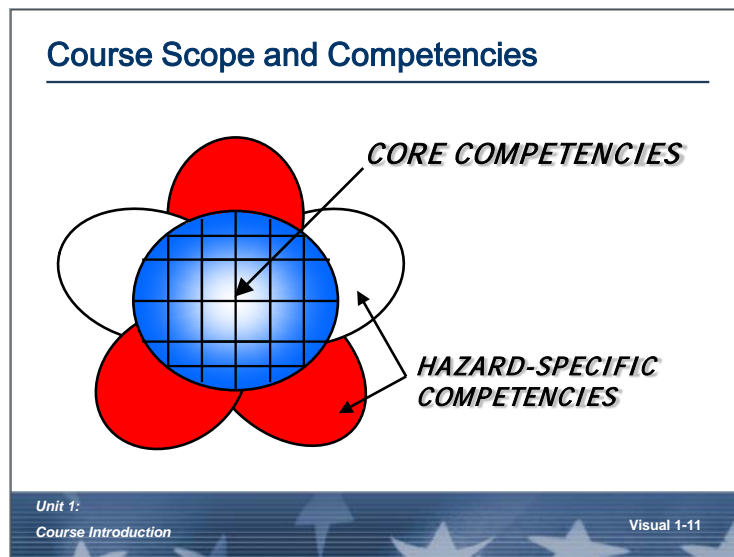 Course Scope and Competencies
CORE COMPETENCIES
HAZARD-SPECIFIC
COMPETENCIES
Unit 1:
Course Introduction
Visual 1-11